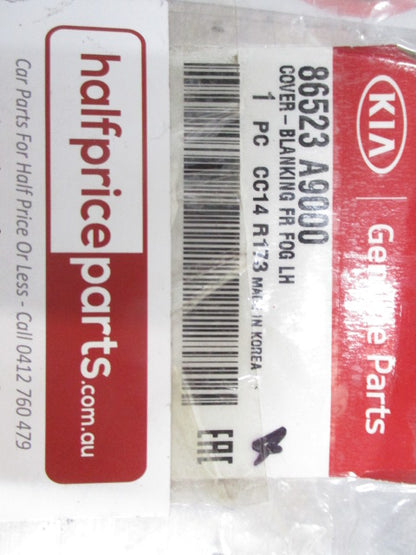 KIA
Genuine Parts
86523 A9000
COVER - BLANKING FR FOG LH
1 PC CC14 R173 MADE IN KOREA
EAC
halfpriceparts.com.au
Car Parts For Half Price Or Less - Call 0412 760 479